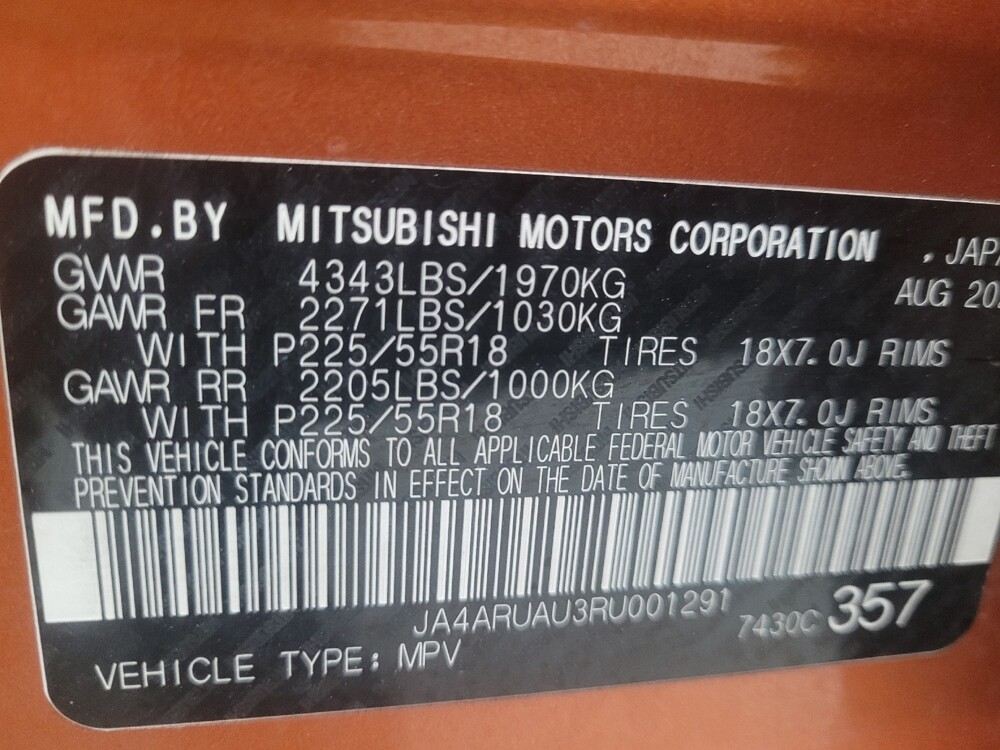 MFD.BY MITSUBISHI MOTORS CORPORATION , JAPA
GVWR 4343LBS/1970KG AUG 20
GAWR FR 2271LBS/1030KG
WITH P225/55R18 TIRES 18X7.0J RIMS
GAWR RR 2205LBS/1000KG
WITH P225/55R18 TIRES 18X7.0J RIMS
THIS VEHICLE CONFORMS TO ALL APPLICABLE FEDERAL MOTOR VEHICLE SAFETY AND THEFT
PREVENTION STANDARDS IN EFFECT ON THE DATE OF MANUFACTURE SHOWN ABOVE.
JA4ARUAU3RU001291 7430C 357
VEHICLE TYPE: MPV